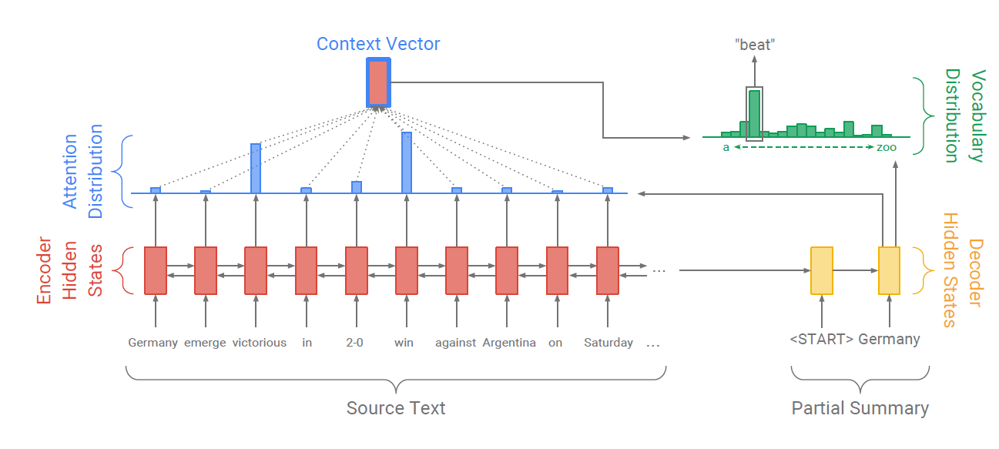 Context Vector
"beat"
Vocabulary
Distribution
a
zoo
Attention
Distribution
Encoder
Hidden
States
...
Decoder
Hidden States
Germany emerge victorious in 2-0 win against Argentina on Saturday ...
<START> Germany
Source Text
Partial Summary